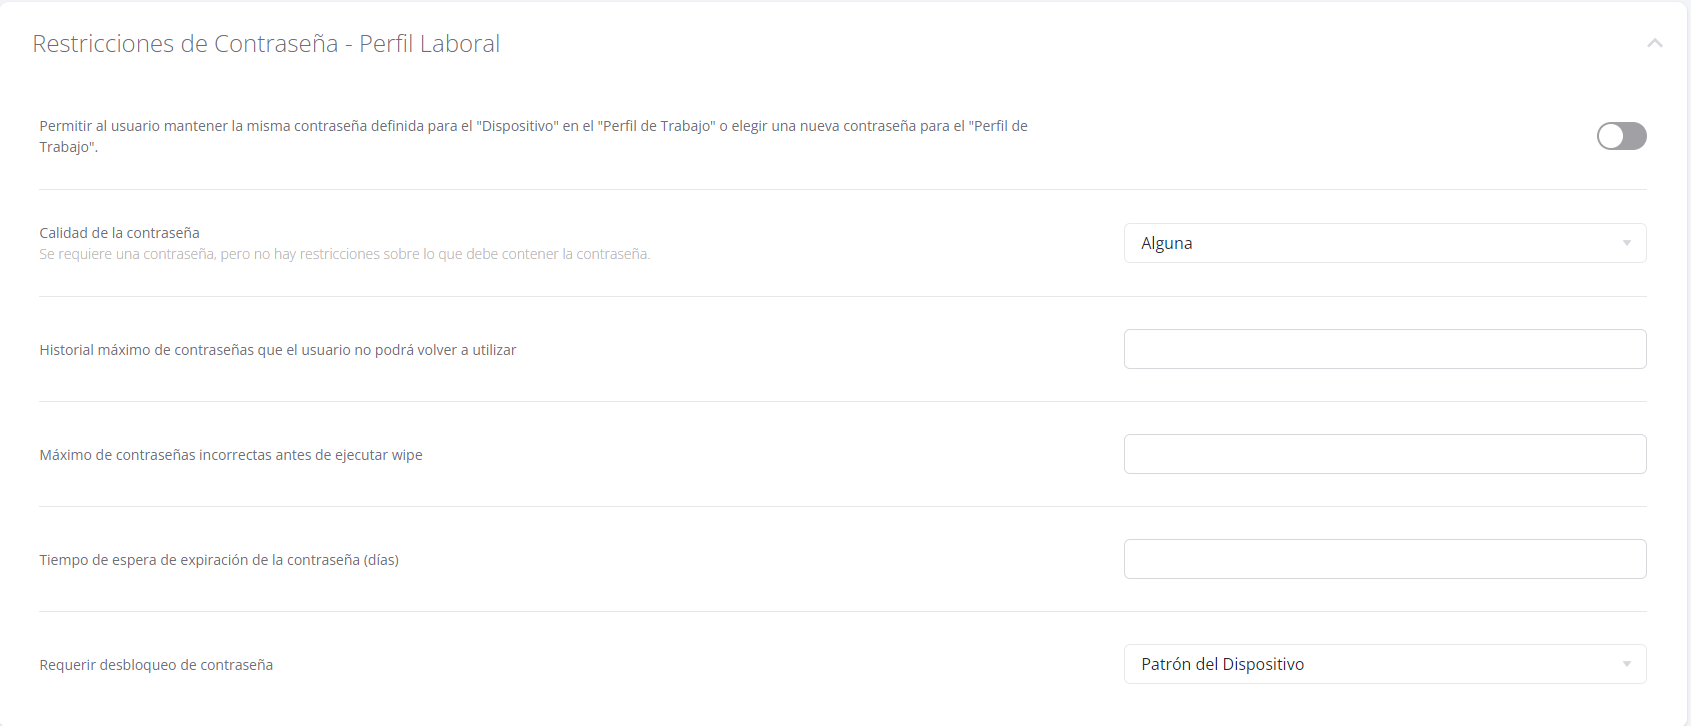 Restricciones de Contraseña - Perfil Laboral
Permitir al usuario mantener la misma contraseña definida para el "Dispositivo" en el "Perfil de Trabajo" o elegir una nueva contraseña para el "Perfil de
Trabajo".
Calidad de la contraseña
Se requiere una contraseña, pero no hay restricciones sobre lo que debe contener la contraseña.
Alguna
Historial máximo de contraseñas que el usuario no podrá volver a utilizar
Máximo de contraseñas incorrectas antes de ejecutar wipe
Tiempo de espera de expiración de la contraseña (días)
Requerir desbloqueo de contraseña
Patrón del Dispositivo